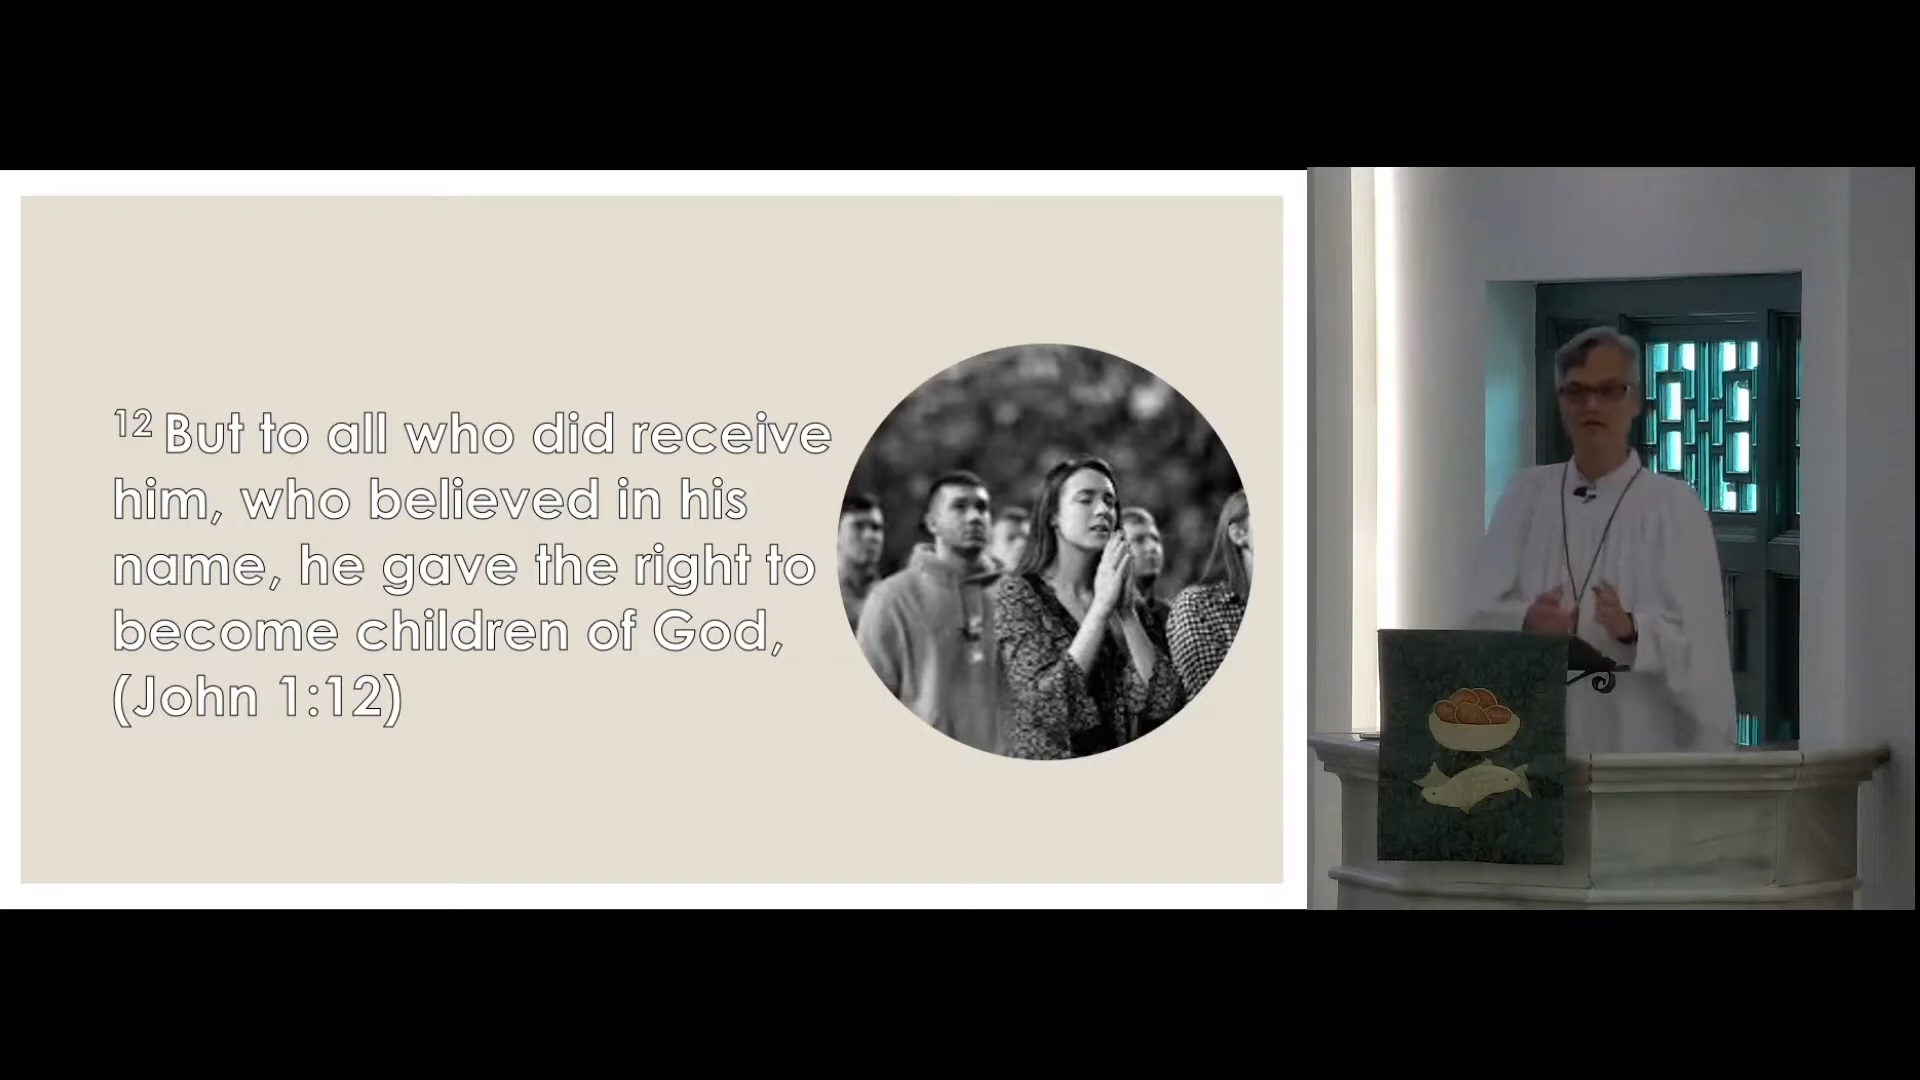 12 But to all who did receive
him, who believed in his
name, he gave the right to
become children of God,
(John 1:12)